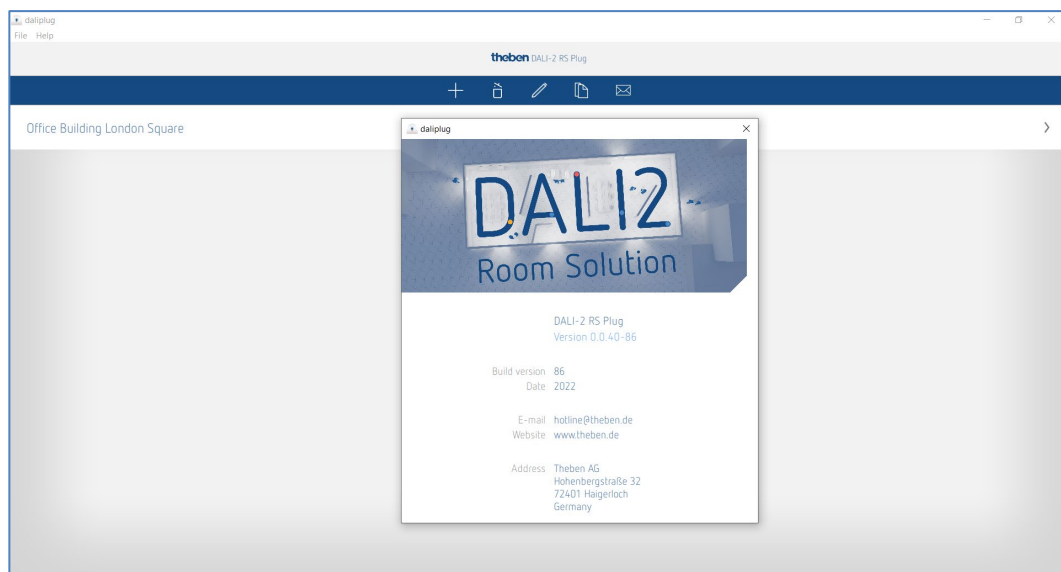 daliplug
File Help
theben DALI-2 RS Plug
Office Building London Square
daliplug
DALI2
Room Solution
DALI-2 RS Plug
Version 0.0.40-86
Build version 86
Date 2022
E-mail hotline@theben.de
Website www.theben.de
Address Theben AG
Hohenbergstraße 32
72401 Haigerloch
Germany